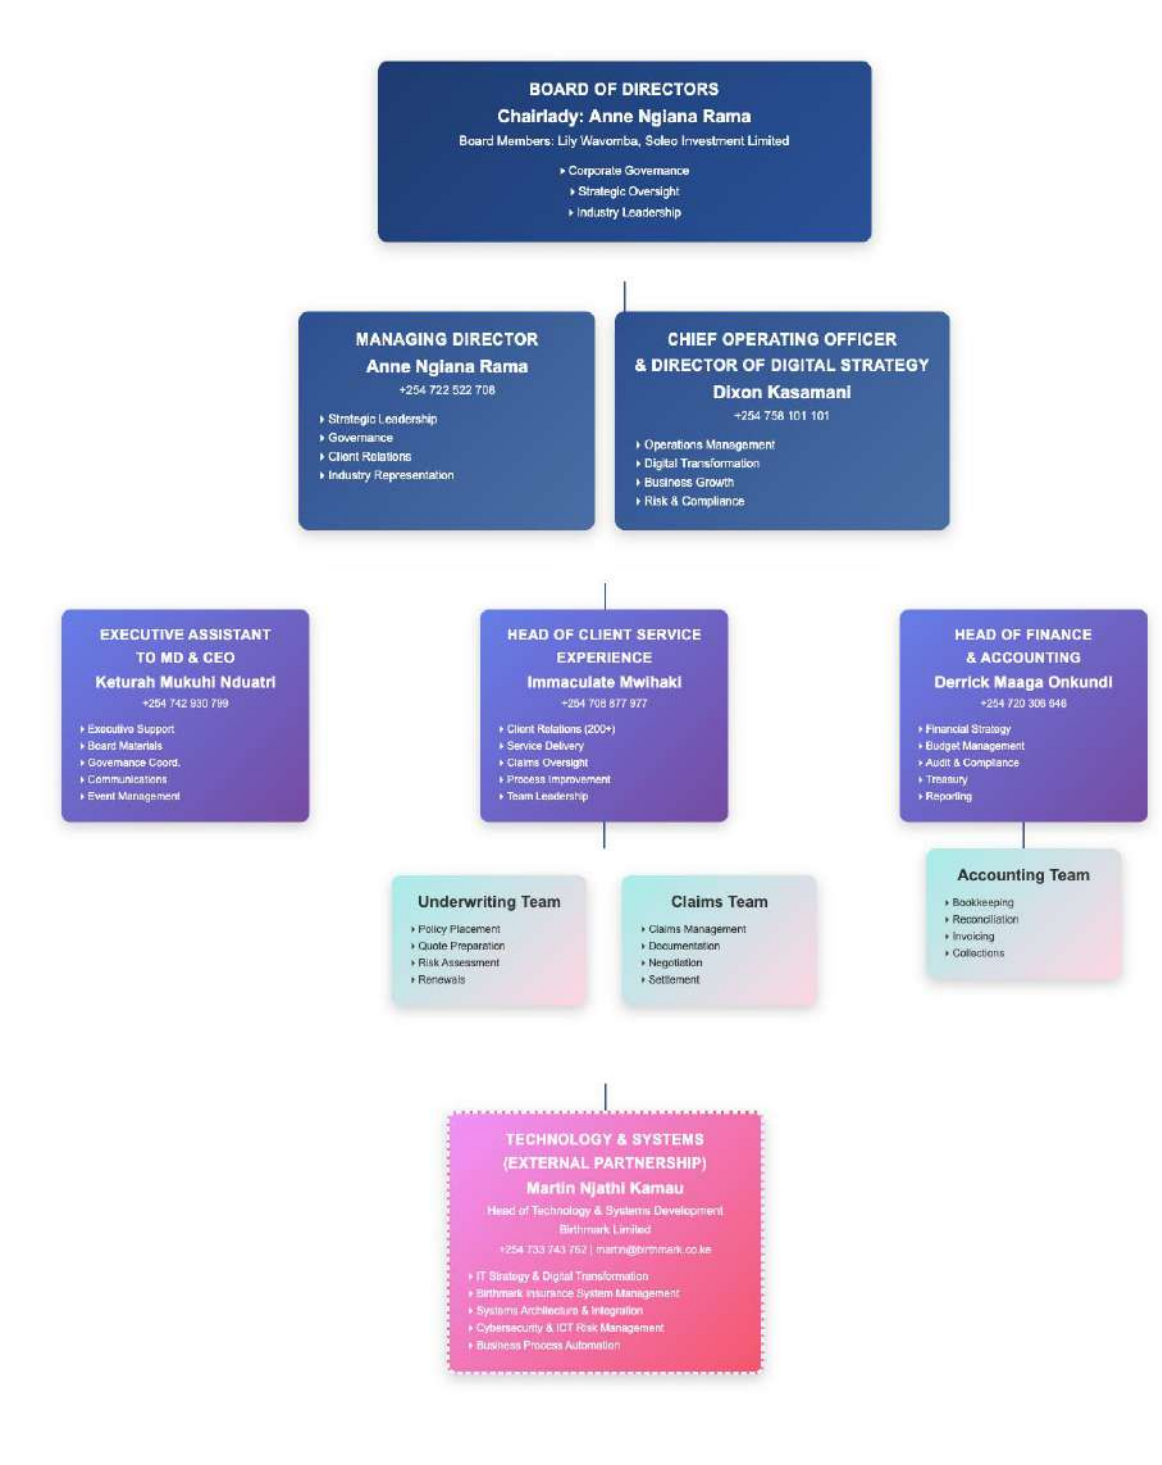 BOARD OF DIRECTORS
Chairlady: Anne Ngiana Rama
Board Members: Lily Wavomba, Soleo Investment Limited
Corporate Governance
Strategic Oversight
Industry Leadership
MANAGING DIRECTOR
Anne Ngiana Rama
+254 722 522 708
Strategic Leadership
Governance
Client Relations
Industry Representation
CHIEF OPERATING OFFICER
& DIRECTOR OF DIGITAL STRATEGY
Dixon Kasamani
+254 758 101 101
Operations Management
Digital Transformation
Business Growth
Risk & Compliance
EXECUTIVE ASSISTANT
TO MD & CEO
Keturah Mukuhi Nduatri
+254 742 930 799
Executive Support
Board Materials
Governance Coord.
Communications
Event Management
HEAD OF CLIENT SERVICE
EXPERIENCE
Immaculate Mwihaki
+254 708 877 977
Client Relations (200+)
Service Delivery
Claims Oversight
Process Improvement
Team Leadership
HEAD OF FINANCE
& ACCOUNTING
Derrick Maaga Onkundi
+254 720 306 646
Financial Strategy
Budget Management
Audit & Compliance
Treasury
Reporting
Underwriting Team
Policy Placement
Quote Preparation
Risk Assessment
Renewals
Claims Team
Claims Management
Documentation
Negotiation
Settlement
Accounting Team
Bookkeeping
Reconciliation
Invoicing
Collections
TECHNOLOGY & SYSTEMS
(EXTERNAL PARTNERSHIP)
Martin Njathi Kamau
Head of Technology & Systems Development
Birthmark Limited
+254 733 743 762 | martin@birthmark.co.ke
IT Strategy & Digital Transformation
Birthmark Insurance System Management
Systems Architecture & Integration
Cybersecurity & ICT Risk Management
Business Process Automation